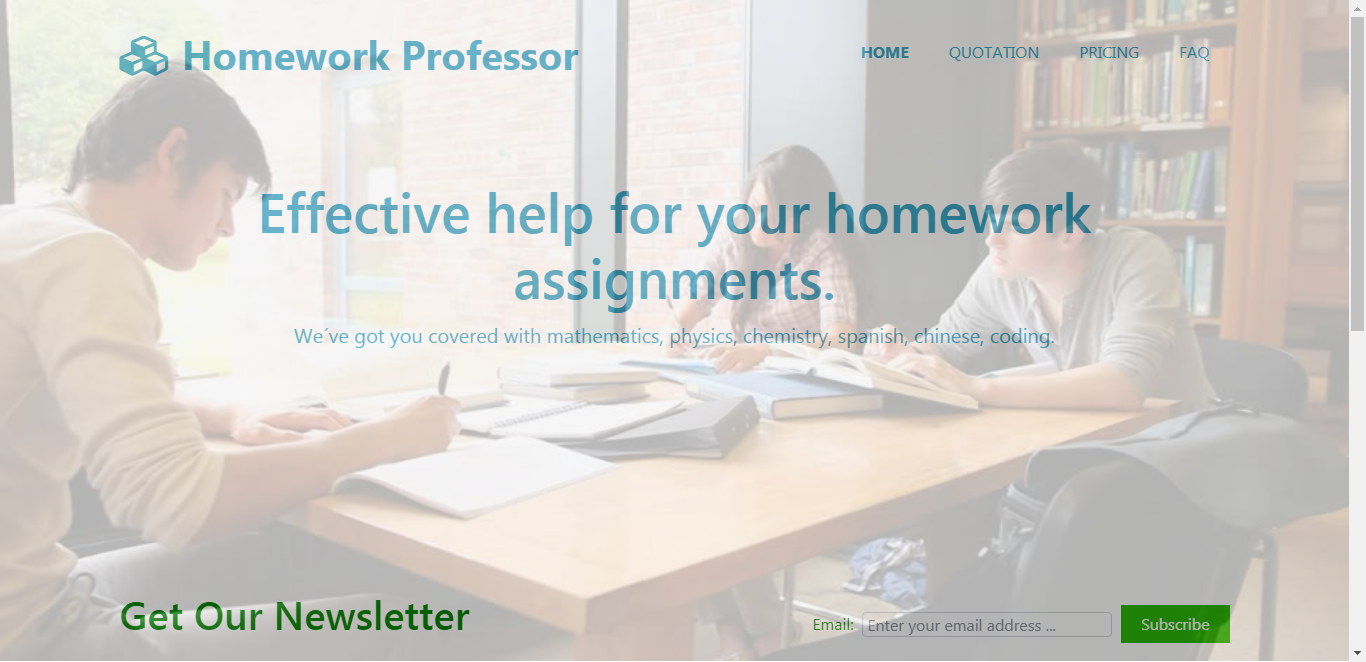 Homework Professor
HOME QUOTATION PRICING FAQ
Effective help for your homework
assignments.
We´ve got you covered with mathematics, physics, chemistry, spanish, chinese, coding.
Get Our Newsletter
Email: Enter your email address ... Subscribe